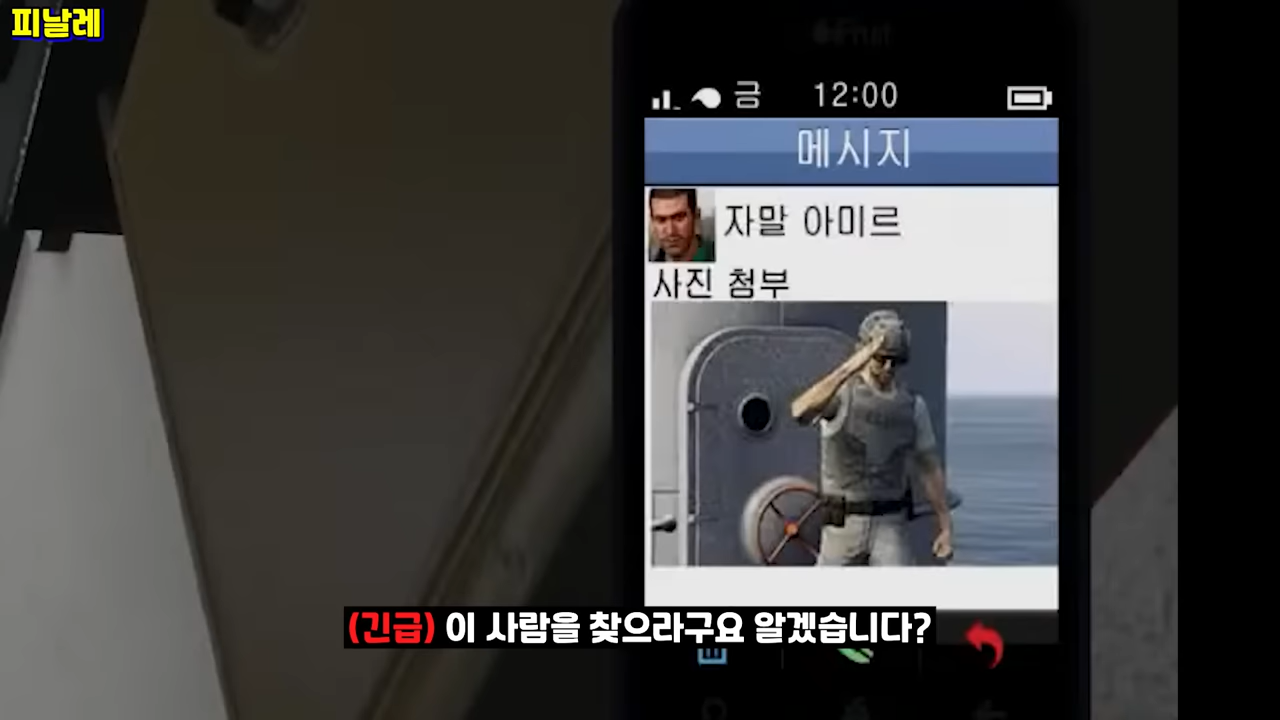 피날레
금 12:00
메시지
자말 아미르
사진 첨부
(긴급) 이 사람을 찾으라구요 알겠습니다?